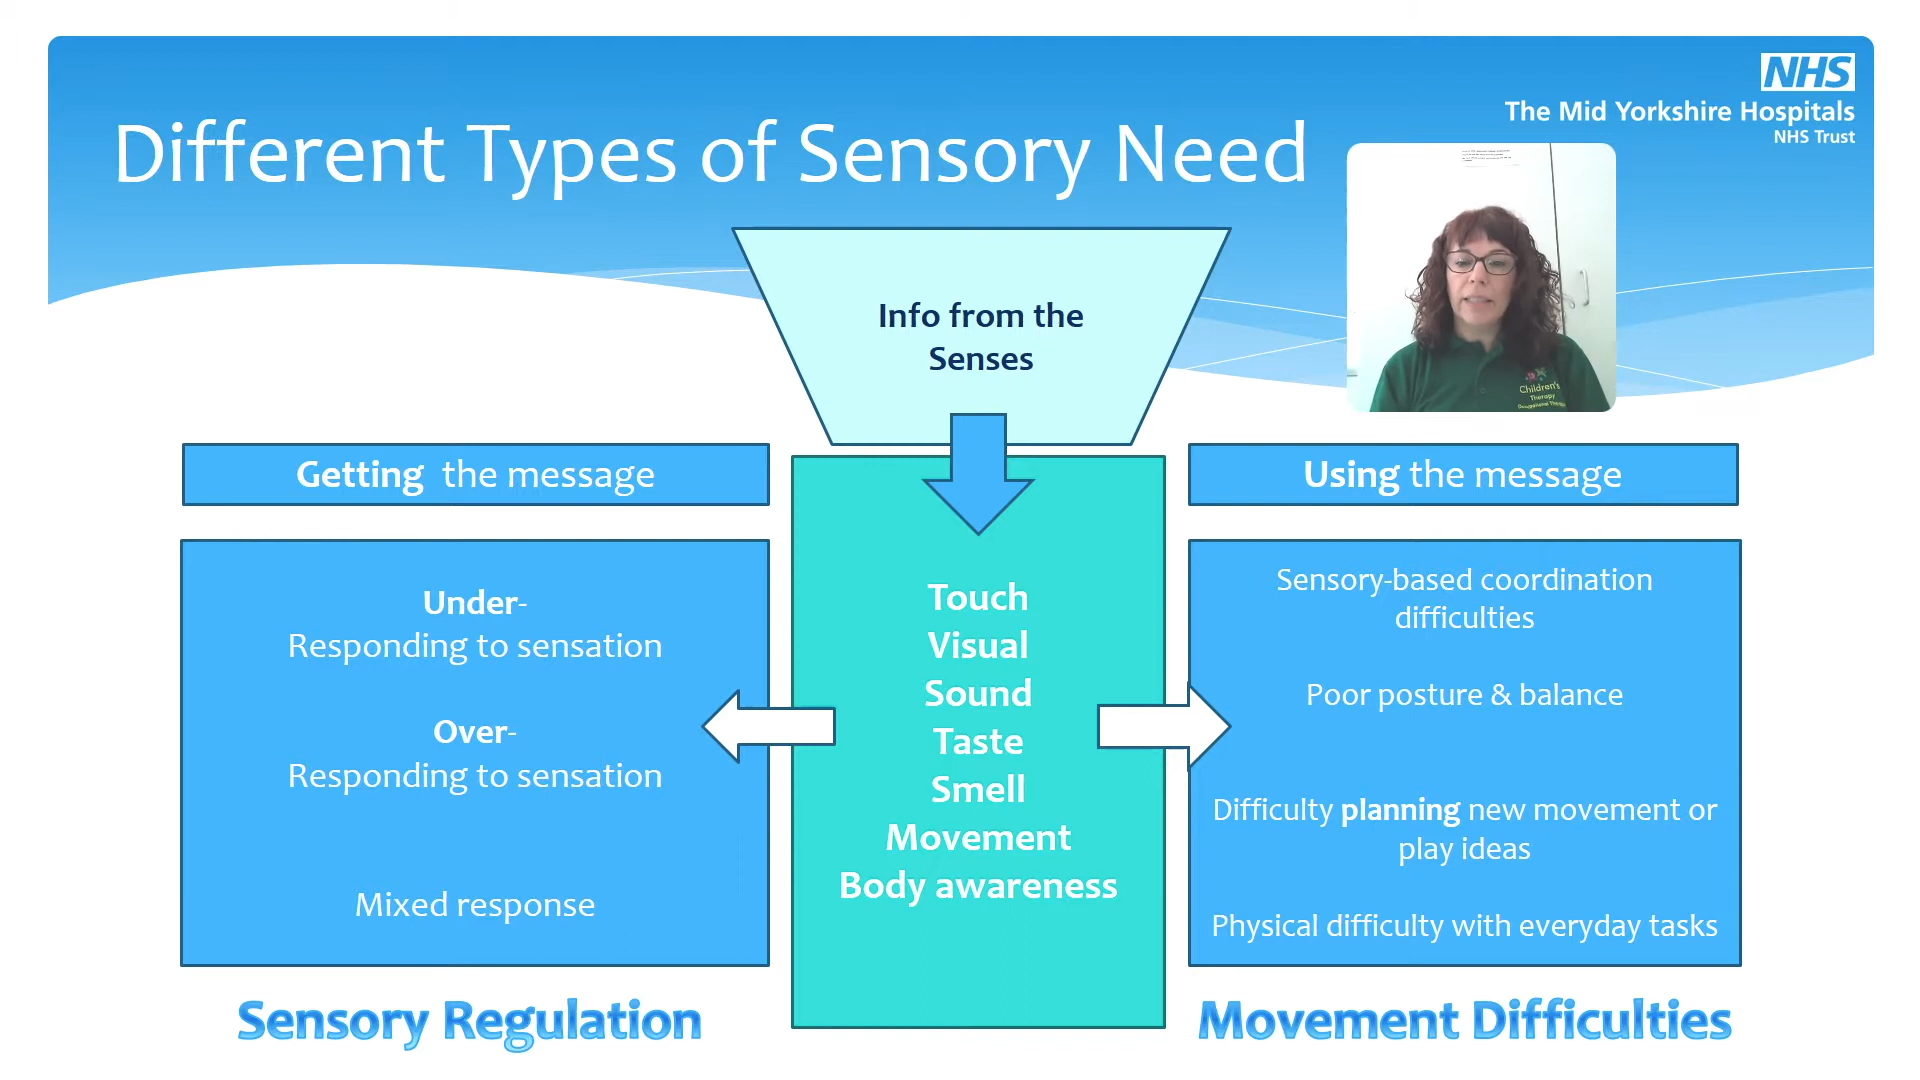 NHS
The Mid Yorkshire Hospitals
NHS Trust
Different Types of Sensory Need
Info from the
Senses
Children's
Therapy
Getting the message
Using the message
Under-
Responding to sensation
Over-
Responding to sensation
Mixed response
Touch
Visual
Sound
Taste
Smell
Movement
Body awareness
Sensory-based coordination
difficulties
Poor posture & balance
Difficulty planning new movement or
play ideas
Physical difficulty with everyday tasks
Sensory Regulation
Movement Difficulties